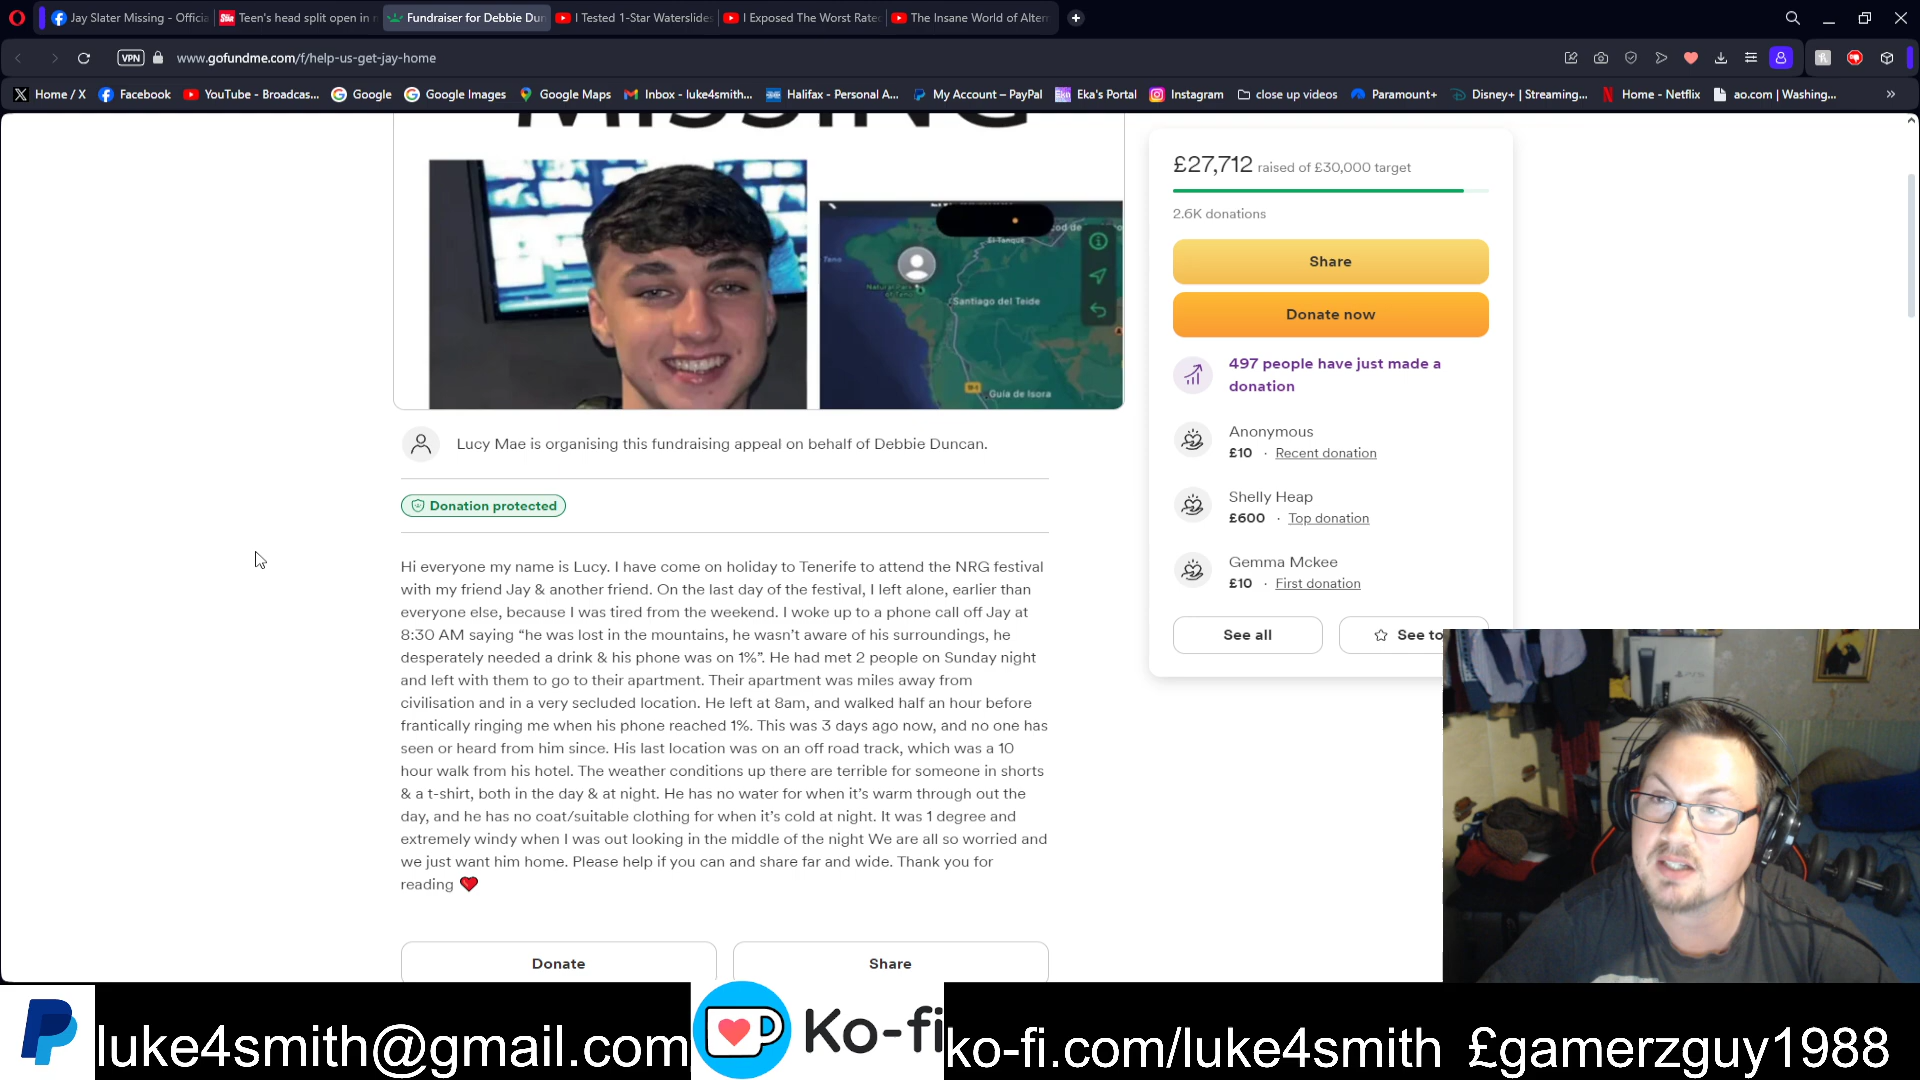 Jay Slater Missing - Officia
Teen's head split open in r
Fundraiser for Debbie Dun
I Tested 1-Star Waterslides
I Exposed The Worst Rate
The Insane World of Alter
VPN
www.gofundme.com/f/help-us-get-jay-home
Home / X
Facebook
YouTube - Broadcas...
Google
Google Images
Google Maps
Inbox - luke4smith...
Halifax - Personal A...
My Account – PayPal
Eka's Portal
Instagram
close up videos
Paramount+
Disney+ | Streaming...
Home - Netflix
ao.com | Washing...
MISSING
El-Tanque
Santiago del Teide
Guía de Isora
£27,712 raised of £30,000 target
2.6K donations
Share
Donate now
497 people have just made a
donation
Anonymous
£10 · Recent donation
Shelly Heap
£600 · Top donation
Gemma Mckee
£10 · First donation
See all
See to
Lucy Mae is organising this fundraising appeal on behalf of Debbie Duncan.
Donation protected
Hi everyone my name is Lucy. I have come on holiday to Tenerife to attend the NRG festival
with my friend Jay & another friend. On the last day of the festival, I left alone, earlier than
everyone else, because I was tired from the weekend. I woke up to a phone call off Jay at
8:30 AM saying “he was lost in the mountains, he wasn’t aware of his surroundings, he
desperately needed a drink & his phone was on 1%”. He had met 2 people on Sunday night
and left with them to go to their apartment. Their apartment was miles away from
civilisation and in a very secluded location. He left at 8am, and walked half an hour before
frantically ringing me when his phone reached 1%. This was 3 days ago now, and no one has
seen or heard from him since. His last location was on an off road track, which was a 10
hour walk from his hotel. The weather conditions up there are terrible for someone in shorts
& a t-shirt, both in the day & at night. He has no water for when it’s warm through out the
day, and he has no coat/suitable clothing for when it’s cold at night. It was 1 degree and
extremely windy when I was out looking in the middle of the night We are all so worried and
we just want him home. Please help if you can and share far and wide. Thank you for
reading
Donate
Share
luke4smith@gmail.com
Ko-fi
ko-fi.com/luke4smith £gamerzguy1988